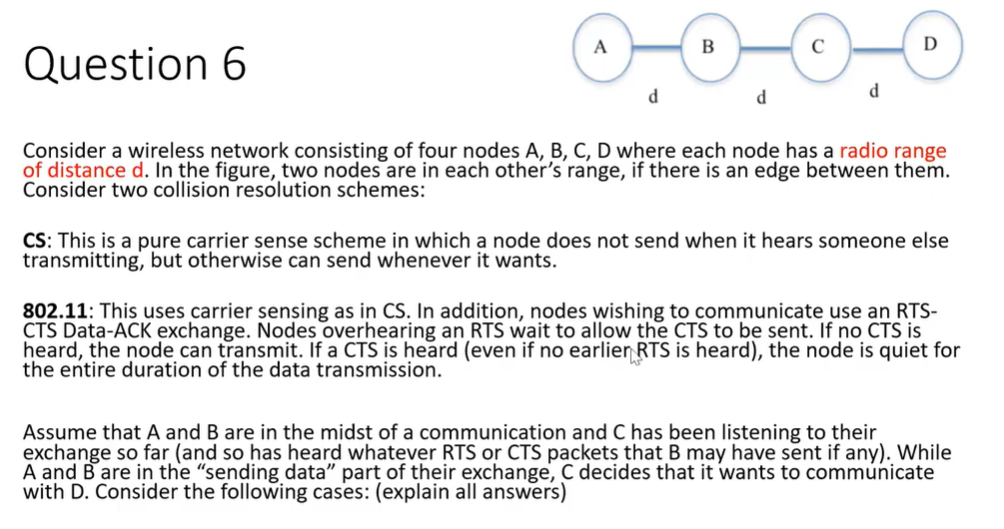 Question 6
A
B
C
D
d
d
d
Consider a wireless network consisting of four nodes A, B, C, D where each node has a radio range
of distance d. In the figure, two nodes are in each other's range, if there is an edge between them.
Consider two collision resolution schemes:
CS: This is a pure carrier sense scheme in which a node does not send when it hears someone else
transmitting, but otherwise can send whenever it wants.
802.11: This uses carrier sensing as in CS. In addition, nodes wishing to communicate use an RTS-
CTS Data-ACK exchange. Nodes overhearing an RTS wait to allow the CTS to be sent. If no CTS is
heard, the node can transmit. If a CTS is heard (even if no earlier RTS is heard), the node is quiet for
the entire duration of the data transmission.
Assume that A and B are in the midst of a communication and C has been listening to their
exchange so far (and so has heard whatever RTS or CTS packets that B may have sent if any). While
A and B are in the “sending data” part of their exchange, C decides that it wants to communicate
with D. Consider the following cases: (explain all answers)